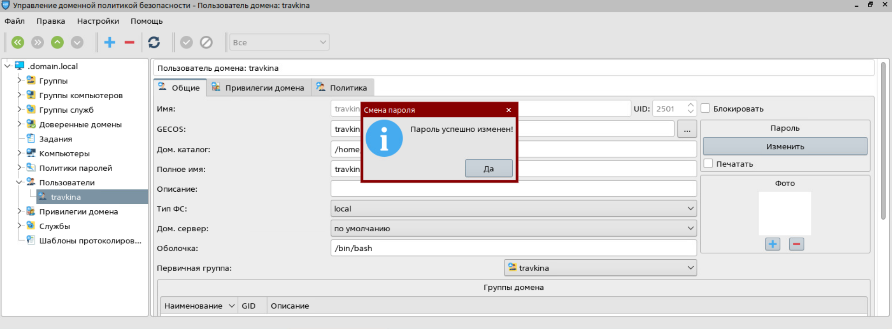 Управление доменной политикой безопасности - Пользователь домена: travkina
Файл Правка Настройки Помощь
Все
.domain.local
Группы
Группы компьютеров
Группы служб
Доверенные домены
Задания
Компьютеры
Политики паролей
Пользователи
travkina
Привилегии домена
Службы
Шаблоны протоколиров...
Пользователь домена: travkina
Общие Привилегии домена Политика
Имя: travkin UID: 2501 Блокировать
GECOS: travkin ...
Дом. каталог: /home
Полное имя: travkin
Описание:
Тип ФС: local
Дом. сервер: по умолчанию
Оболочка: /bin/bash
Первичная группа: travkina
Группы домена
Наименование GID Описание
Пароль
Изменить
Печатать
Фото
Смена пароля
Пароль успешно изменен!
Да